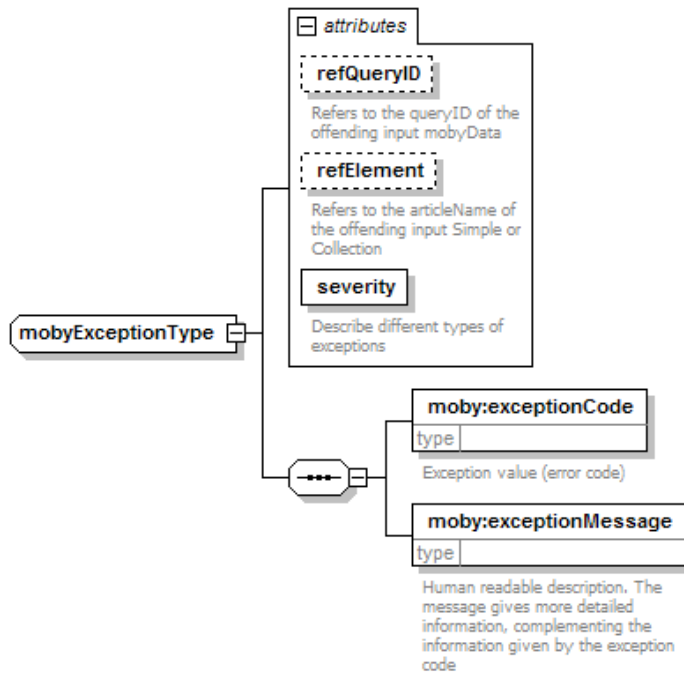 attributes
refQueryID
Refers to the queryID of the
offending input mobyData
refElement
Refers to the articleName of
the offending input Simple or
Collection
severity
Describe different types of
exceptions
mobyExceptionType
moby:exceptionCode
type
Exception value (error code)
moby:exceptionMessage
type
Human readable description. The
message gives more detailed
information, complementing the
information given by the exception
code